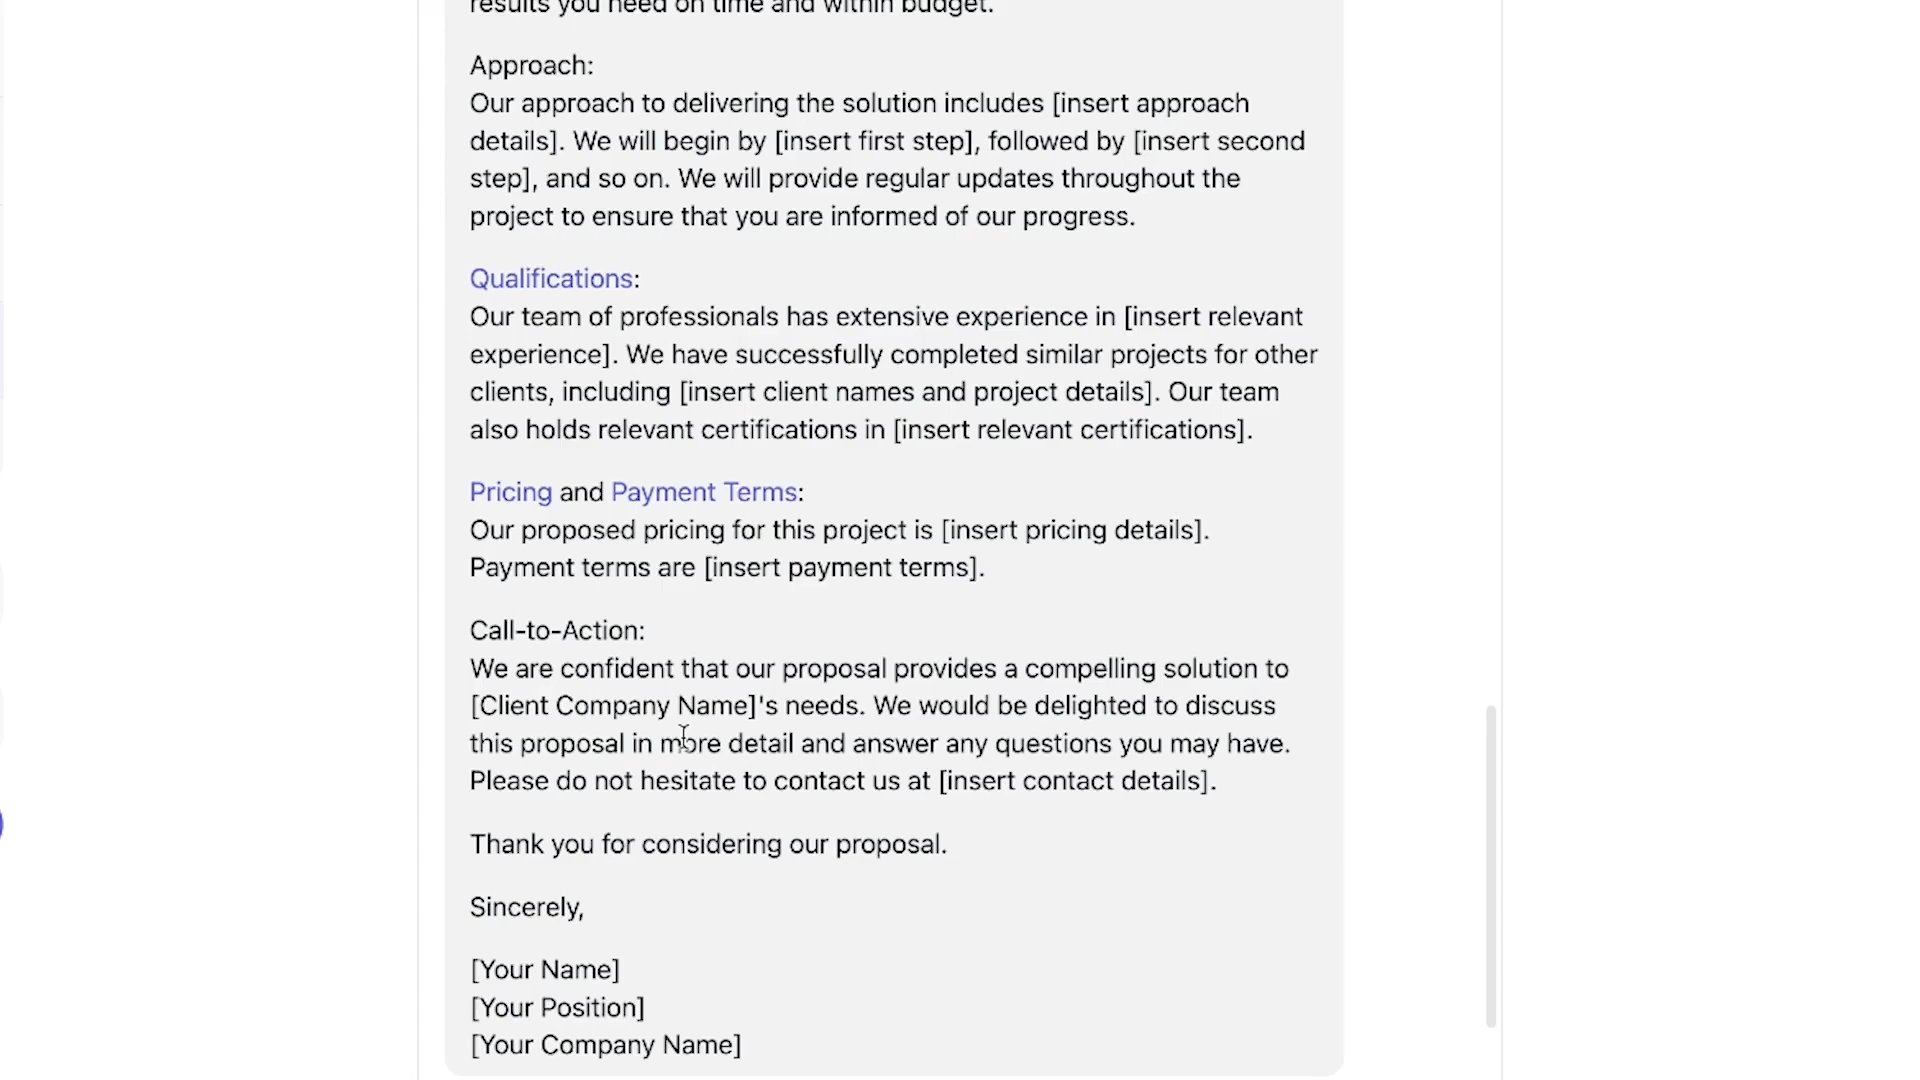 results you need on time and within budget.
Approach:
Our approach to delivering the solution includes [insert approach
details]. We will begin by [insert first step], followed by [insert second
step], and so on. We will provide regular updates throughout the
project to ensure that you are informed of our progress.
Qualifications:
Our team of professionals has extensive experience in [insert relevant
experience]. We have successfully completed similar projects for other
clients, including [insert client names and project details]. Our team
also holds relevant certifications in [insert relevant certifications].
Pricing and Payment Terms:
Our proposed pricing for this project is [insert pricing details].
Payment terms are [insert payment terms].
Call-to-Action:
We are confident that our proposal provides a compelling solution to
[Client Company Name]'s needs. We would be delighted to discuss
this proposal in more detail and answer any questions you may have.
Please do not hesitate to contact us at [insert contact details].
Thank you for considering our proposal.
Sincerely,
[Your Name]
[Your Position]
[Your Company Name]